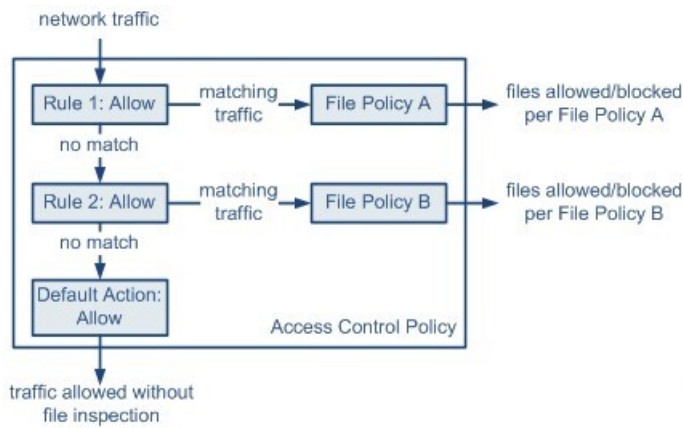 network traffic
Rule 1: Allow
matching
traffic
File Policy A
files allowed/blocked
per File Policy A
no match
Rule 2: Allow
matching
traffic
File Policy B
files allowed/blocked
per File Policy B
no match
Default Action:
Allow
Access Control Policy
traffic allowed without
file inspection